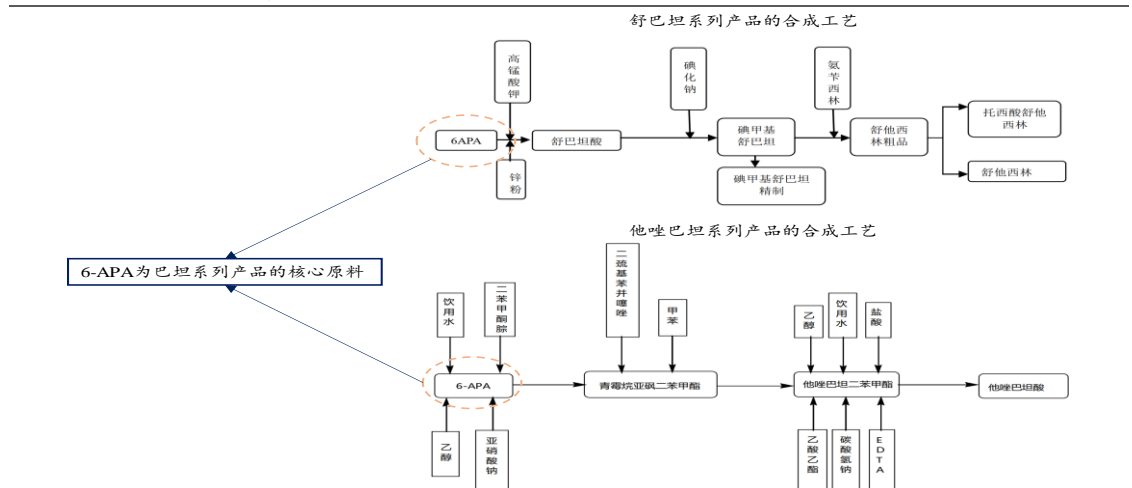 舒巴坦系列产品的合成工艺
高锰酸钾
碘化钠
氨苄西林
6APA
舒巴坦酸
碘甲基
舒巴坦
舒他西
林粗品
托西酸舒他
西林
舒他西林
锌粉
碘甲基舒巴坦
精制
他唑巴坦系列产品的合成工艺
6-APA为巴坦系列产品的核心原料
饮用水
二苯甲酮腙
二巯基苯并噻唑
甲苯
乙醇
饮用水
盐酸
6-APA
青霉烷亚砜二苯甲酯
他唑巴坦二苯甲酯
他唑巴坦酸
乙醇
亚硝酸钠
乙酸乙酯
碳酸氢钠
EDTA